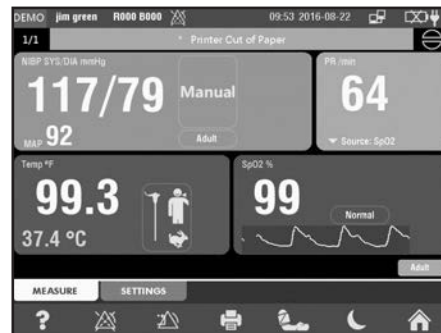 DEMO jim green R000 B000 09:53 2016-08-22
1/1 * Printer Out of Paper
NIBP SYS/DIA mmHg
117/79 Manual
MAP 92 Adult
PR /min
64
Source: SpO2
Temp °F
99.3
37.4 °C
SpO2 %
99
Normal
Adult
MEASURE SETTINGS
?